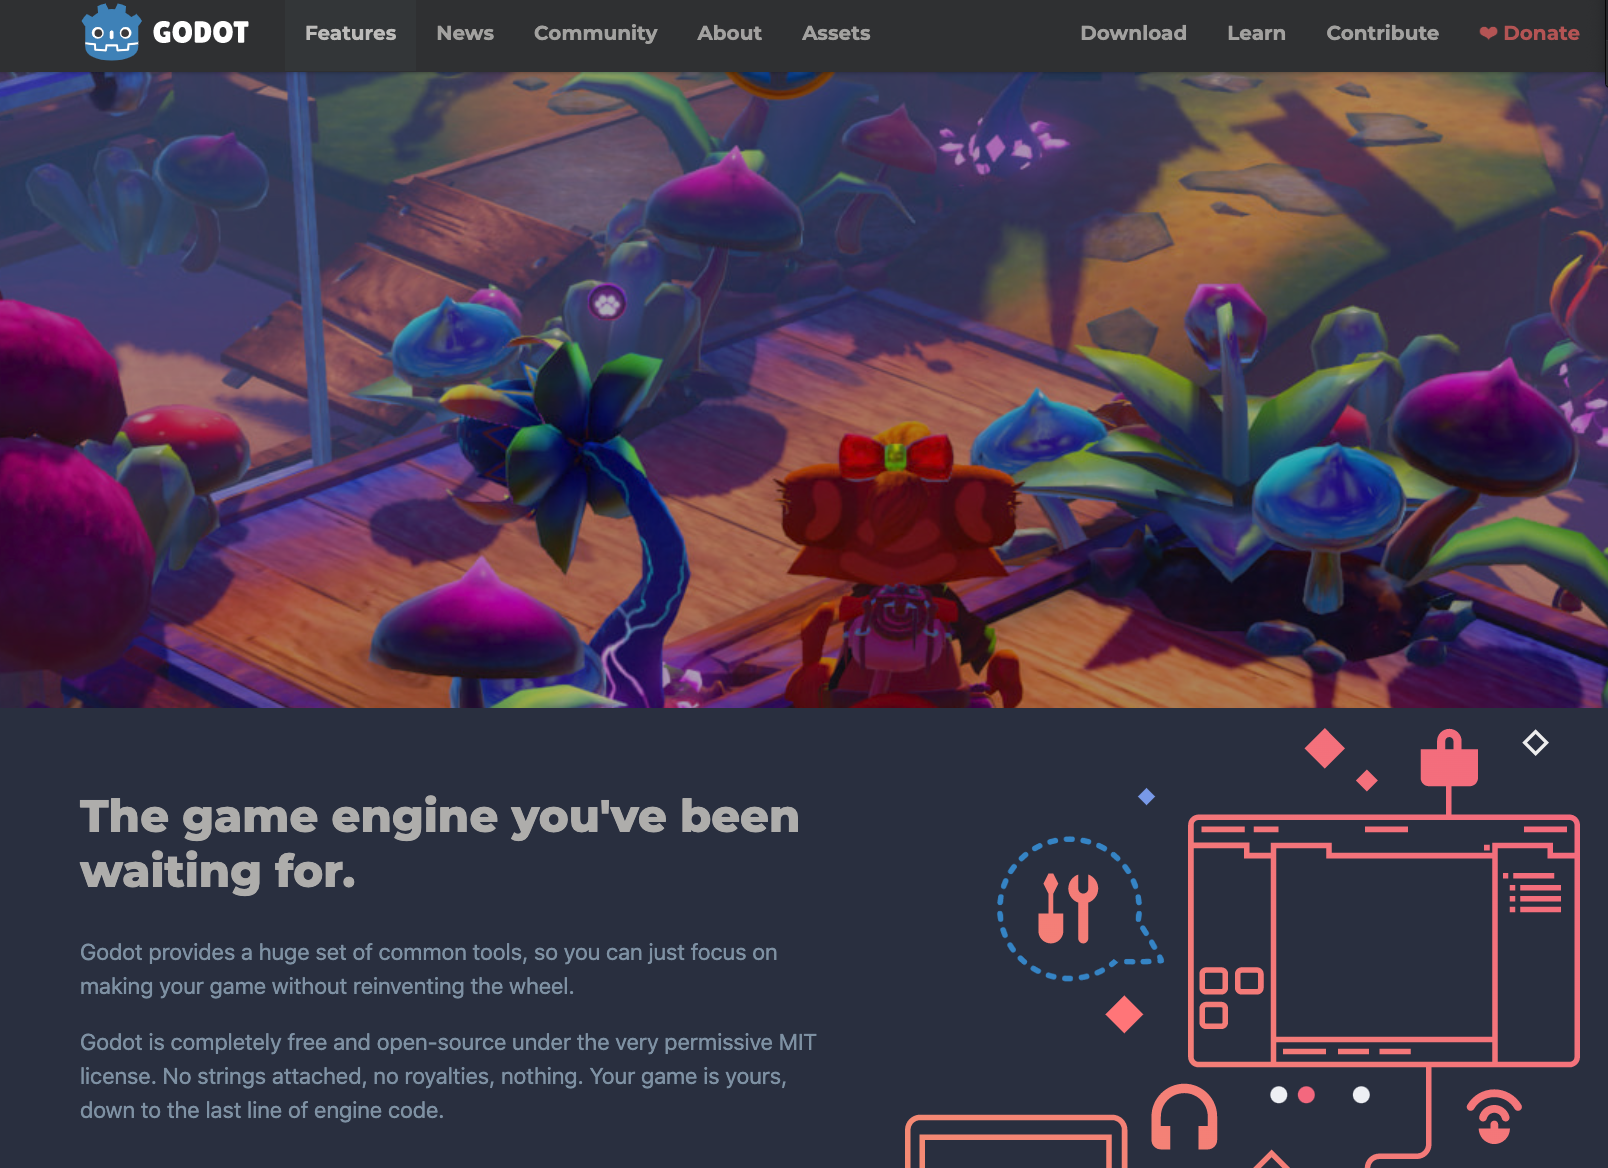 GODOT Features News Community About Assets Download Learn Contribute ❤ Donate
The game engine you've been
waiting for.
Godot provides a huge set of common tools, so you can just focus on
making your game without reinventing the wheel.
Godot is completely free and open-source under the very permissive MIT
license. No strings attached, no royalties, nothing. Your game is yours,
down to the last line of engine code.